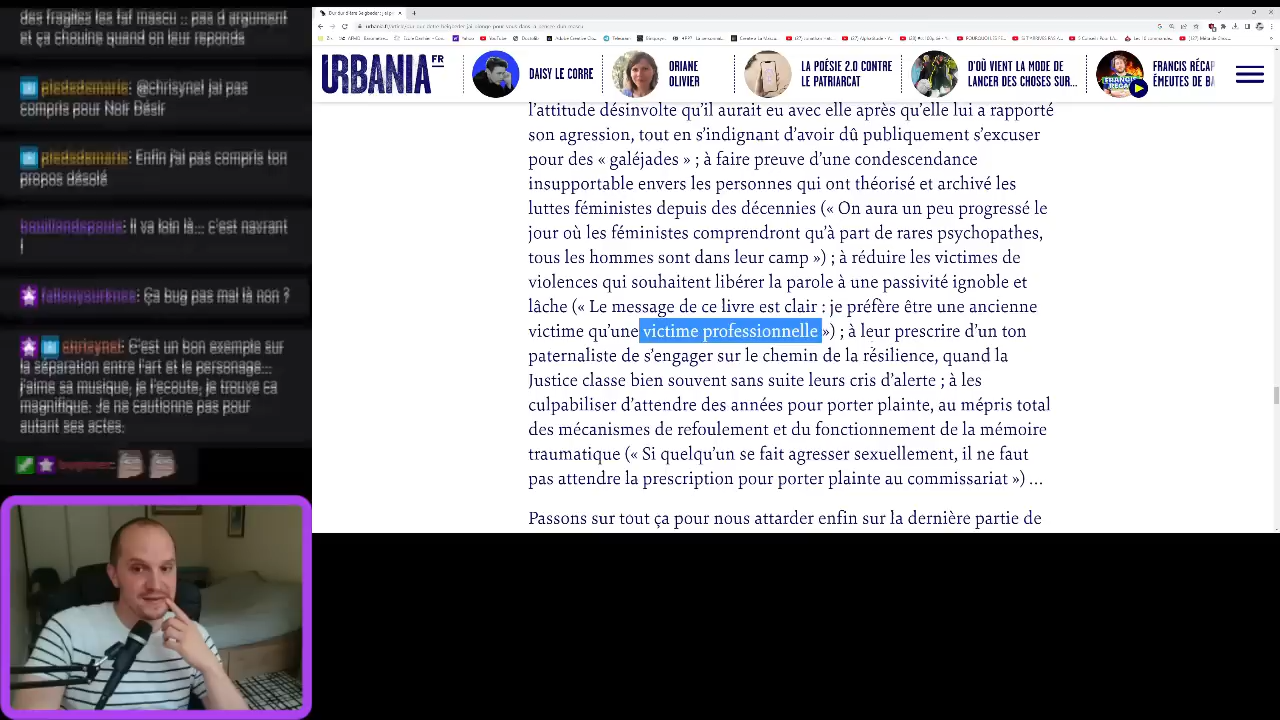 des fragiles les mascu :: pas d argument
et la chouine quand on leur repond
@chrisynel jai pas
compris pour Noir Désir
piedsdemarie: Enfin j'ai pas compris ton
propos désolé
bouillondepoule: Il va loin là... c'est navrant
!
Ça bug pas mal là non ?
chrisynel: C'est un bon exemple sur
la séparation entre l'art et le personnage...
j'aime sa musique, je l'ecoute, je trouve ca
magnifique. Je ne cautionne pas pour
autant ses actes.
URBANIA FR
DAISY LE CORRE
ORIANE
OLIVIER
LA POÉSIE 2.0 CONTRE
LE PATRIARCAT
D'OÙ VIENT LA MODE DE
LANCER DES CHOSES SUR...
FRANCIS RÉCAP
ÉMEUTES DE BA
l'attitude désinvolte qu'il aurait eu avec elle après qu'elle lui a rapporté
son agression, tout en s'indignant d'avoir dû publiquement s'excuser
pour des « galéjades » ; à faire preuve d'une condescendance
insupportable envers les personnes qui ont théorisé et archivé les
luttes féministes depuis des décennies (« On aura un peu progressé le
jour où les féministes comprendront qu'à part de rares psychopathes,
tous les hommes sont dans leur camp ») ; à réduire les victimes de
violences qui souhaitent libérer la parole à une passivité ignoble et
lâche (« Le message de ce livre est clair : je préfère être une ancienne
victime qu'une victime professionnelle ») ; à leur prescrire d'un ton
paternaliste de s'engager sur le chemin de la résilience, quand la
Justice classe bien souvent sans suite leurs cris d'alerte ; à les
culpabiliser d'attendre des années pour porter plainte, au mépris total
des mécanismes de refoulement et du fonctionnement de la mémoire
traumatique (« Si quelqu'un se fait agresser sexuellement, il ne faut
pas attendre la prescription pour porter plainte au commissariat ») ...
Passons sur tout ça pour nous attarder enfin sur la dernière partie de